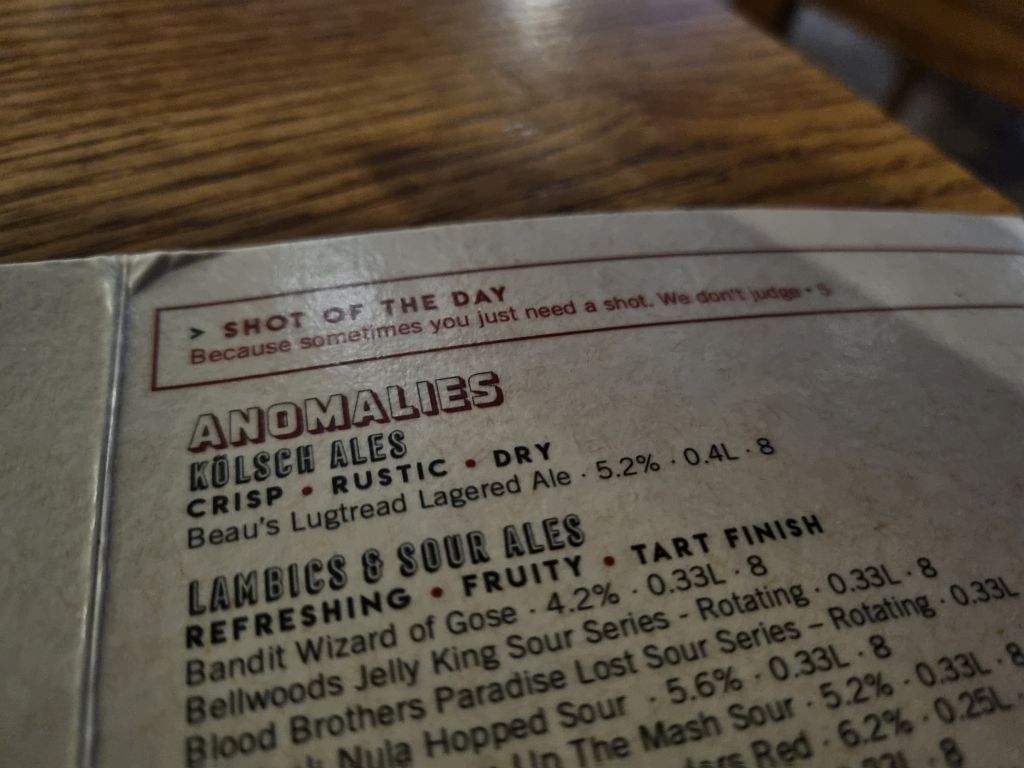 > SHOT OF THE DAY
Because sometimes you just need a shot. We don't judge · 5
ANOMALIES
KÖLSCH ALES
CRISP • RUSTIC • DRY
Beau's Lugtread Lagered Ale · 5.2% · 0.4L · 8
LAMBICS & SOUR ALES
REFRESHING • FRUITY • TART FINISH
Bandit Wizard of Gose · 4.2% · 0.33L · 8
Bellwoods Jelly King Sour Series - Rotating · 0.33L · 8
Blood Brothers Paradise Lost Sour Series – Rotating · 0.33L
Nula Hopped Sour · 5.6% · 0.33L · 8
Up The Mash Sour · 5.2% · 0.33L · 8
Red · 6.2% · 0.25L ·
8